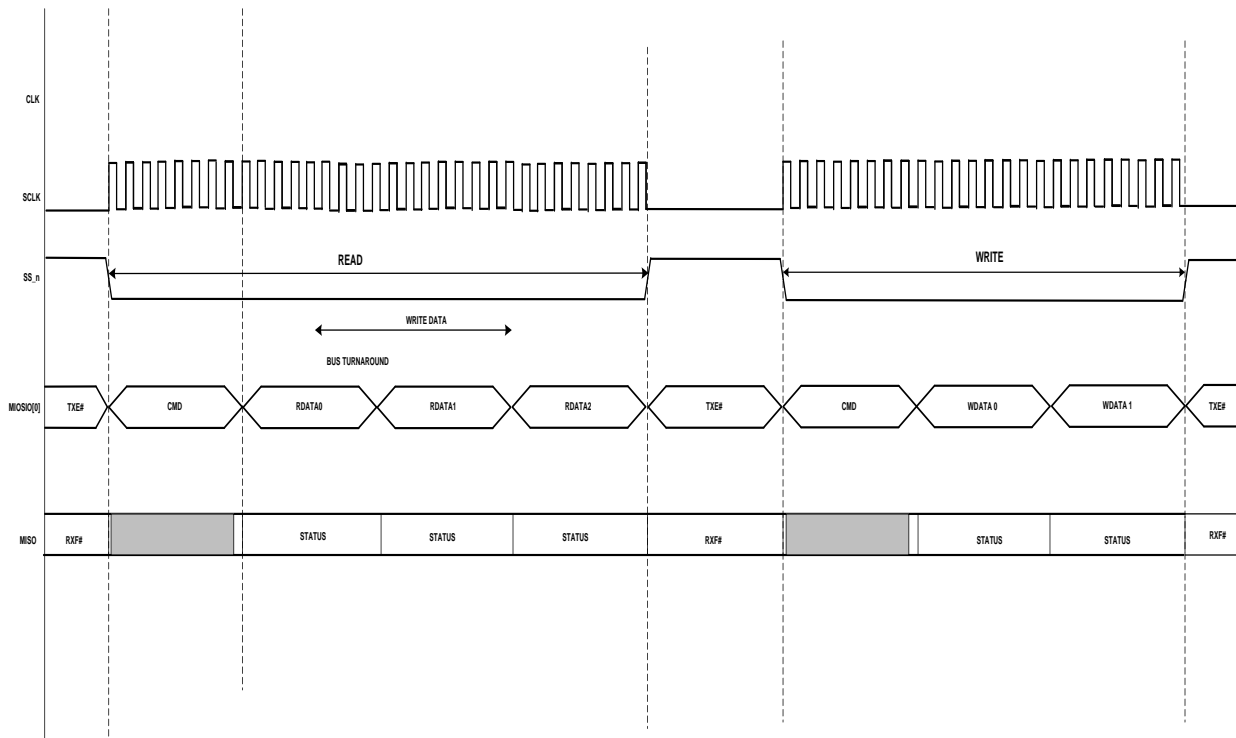 CLK
SCLK
SS_n
READ
WRITE
WRITE DATA
BUS TURNAROUND
MIOSIO[0] TXE# CMD RDATA0 RDATA1 RDATA2 TXE# CMD WDATA 0 WDATA 1 TXE#
MISO RXF# STATUS STATUS STATUS RXF# STATUS STATUS RXF#